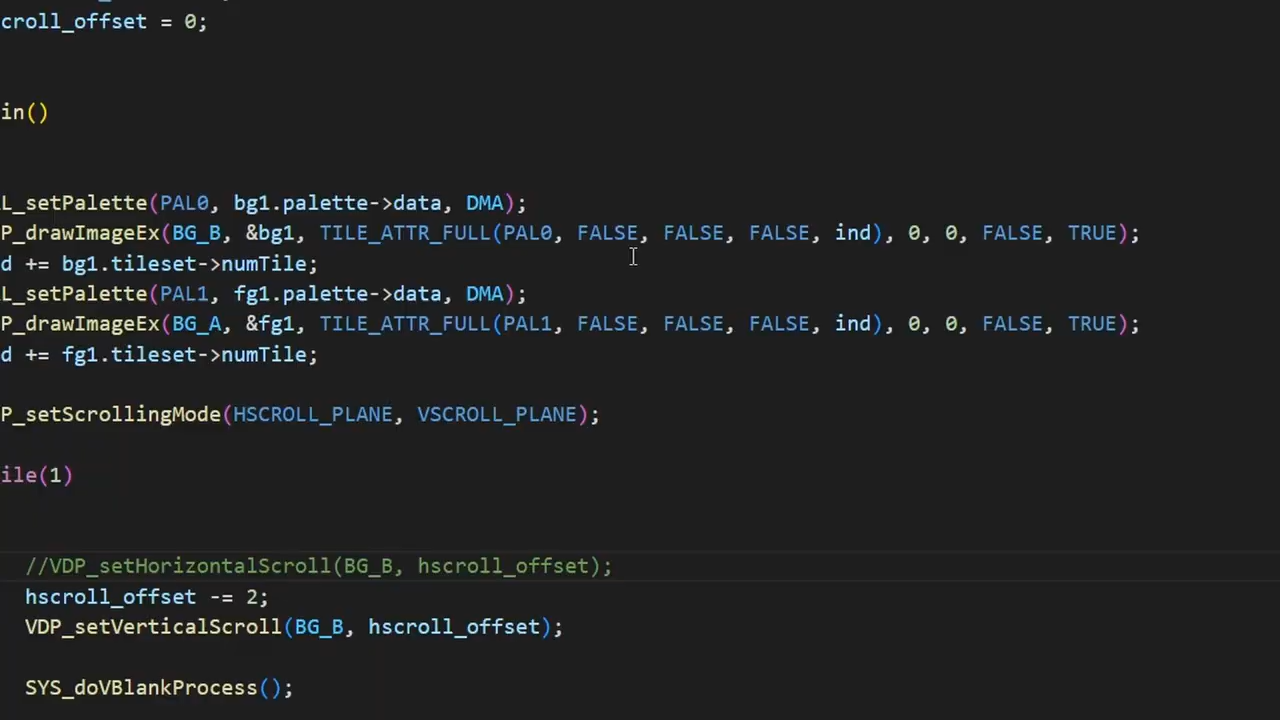 croll_offset = 0;
in()
L_setPalette(PAL0, bg1.palette->data, DMA);
P_drawImageEx(BG_B, &bg1, TILE_ATTR_FULL(PAL0, FALSE, FALSE, FALSE, ind), 0, 0, FALSE, TRUE);
d += bg1.tileset->numTile;
L_setPalette(PAL1, fg1.palette->data, DMA);
P_drawImageEx(BG_A, &fg1, TILE_ATTR_FULL(PAL1, FALSE, FALSE, FALSE, ind), 0, 0, FALSE, TRUE);
d += fg1.tileset->numTile;
P_setScrollingMode(HSCROLL_PLANE, VSCROLL_PLANE);
ile(1)
//VDP_setHorizontalScroll(BG_B, hscroll_offset);
hscroll_offset -= 2;
VDP_setVerticalScroll(BG_B, hscroll_offset);
SYS_doVBlankProcess();